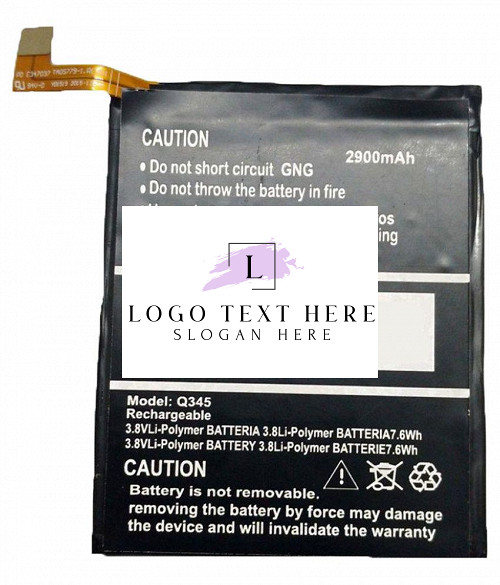 CAUTION
2900mAh
• Do not short circuit GNG
• Do not throw the battery in fire
L
LOGO TEXT HERE
SLOGAN HERE
Model: Q345
Rechargeable
3.8VLi-Polymer BATTERIA 3.8Li-Polymer BATTERIA7.6Wh
3.8VLi-Polymer BATTERY 3.8Li-Polymer BATTERIE7.6Wh
CAUTION
Battery is not removable.
removing the battery by force may damage
the device and will invalidate the warranty